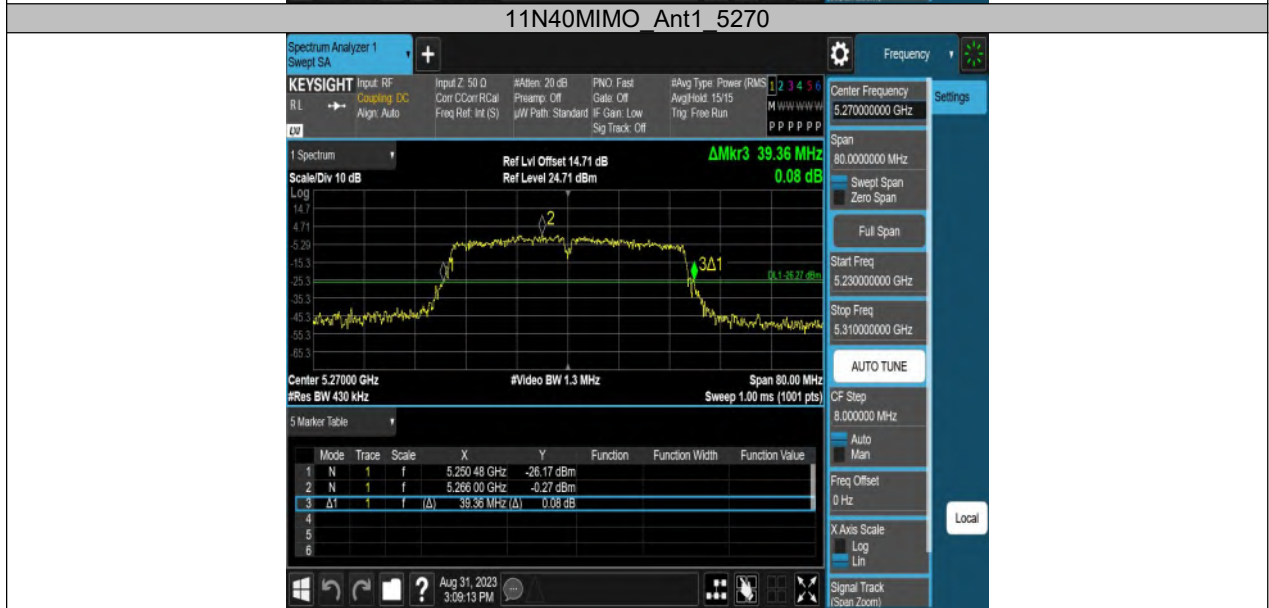 11N40MIMO_Ant1_5270
Spectrum Analyzer 1
Swept SA
+
Frequency
KEYSIGHT
RL
Input: RF
Coupling: DC
Align: Auto
Input Z: 50 Ω
Corr CCorr RCal
Freq Ref: Int (S)
#Atten: 20 dB
Preamp: Off
µW Path: Standard
PNO: Fast
Gate: Off
IF Gain: Low
Sig Track: Off
#Avg Type: Power (RMS
Avg|Hold: 15/15
Trig: Free Run
1 2 3 4 5 6
M W W W W W
P P P P P P
LXI
1 Spectrum
Scale/Div 10 dB
Ref Lvl Offset 14.71 dB
Ref Level 24.71 dBm
ΔMkr3 39.36 MHz
0.08 dB
Log
14.7
4.71
-5.29
-15.3
-25.3
-35.3
-45.3
-55.3
-65.3
2
3Δ1
DL1 -26.27 dBm
Center 5.27000 GHz
#Video BW 1.3 MHz
Span 80.00 MHz
#Res BW 430 kHz
Sweep 1.00 ms (1001 pts)
5 Marker Table
Mode Trace Scale X Y Function Function Width Function Value
1 N 1 f 5.250 48 GHz -26.17 dBm
2 N 1 f 5.266 00 GHz -0.27 dBm
3 Δ1 1 f (Δ) 39.36 MHz (Δ) 0.08 dB
4
5
6
?
Aug 31, 2023
3:09:13 PM
Center Frequency
5.270000000 GHz
Settings
Span
80.0000000 MHz
Swept Span
Zero Span
Full Span
Start Freq
5.230000000 GHz
Stop Freq
5.310000000 GHz
AUTO TUNE
CF Step
8.000000 MHz
Auto
Man
Freq Offset
0 Hz
X Axis Scale
Log
Lin
Local
Signal Track
(Span Zoom)